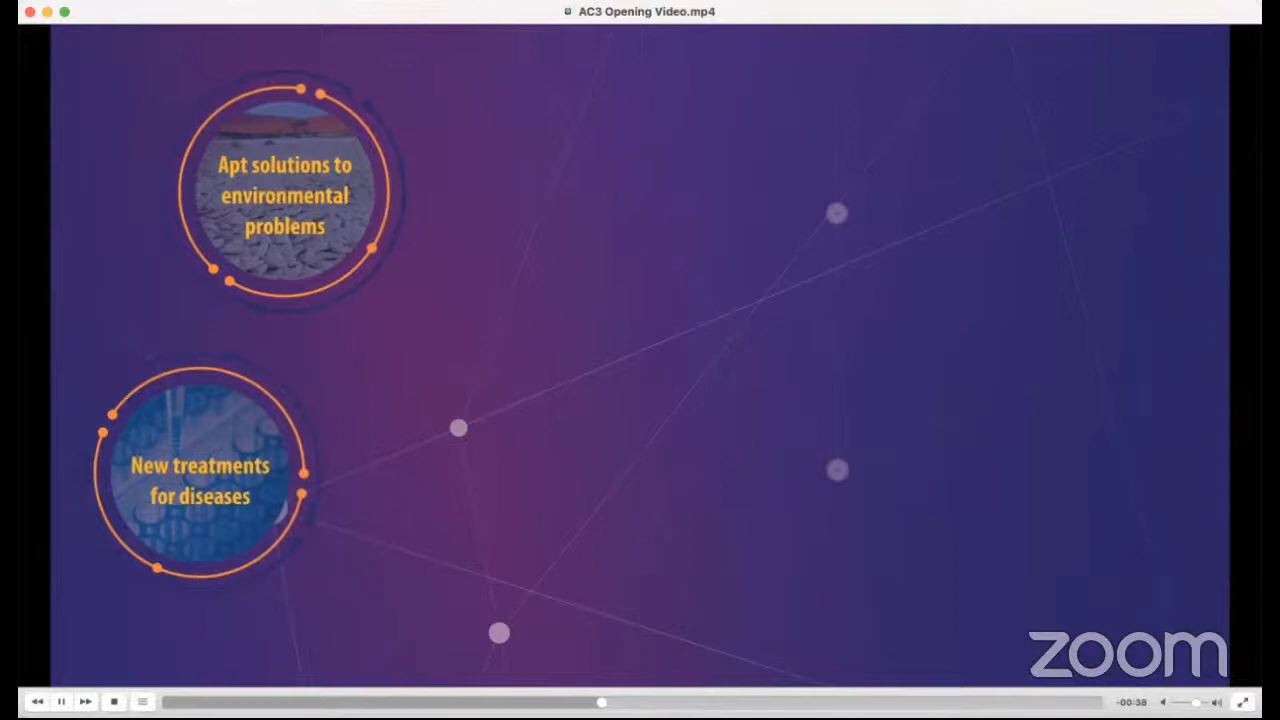 AC3 Opening Video.mp4
Apt solutions to
environmental
problems
New treatments
for diseases
zoom
-00:38